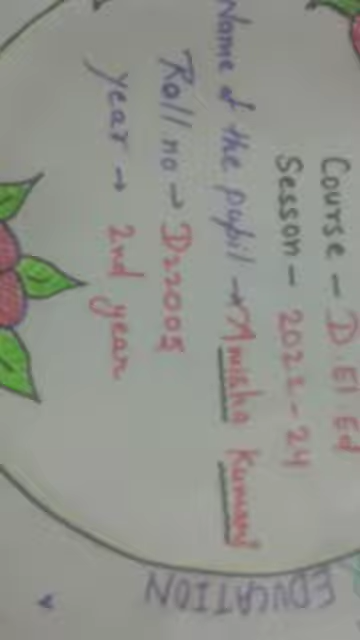 Course - D. El Ed
Sesson - 2022-24
Name of the pupil → Anisha Kumari
Roll no → D22005
year → 2nd year
EDUCATION